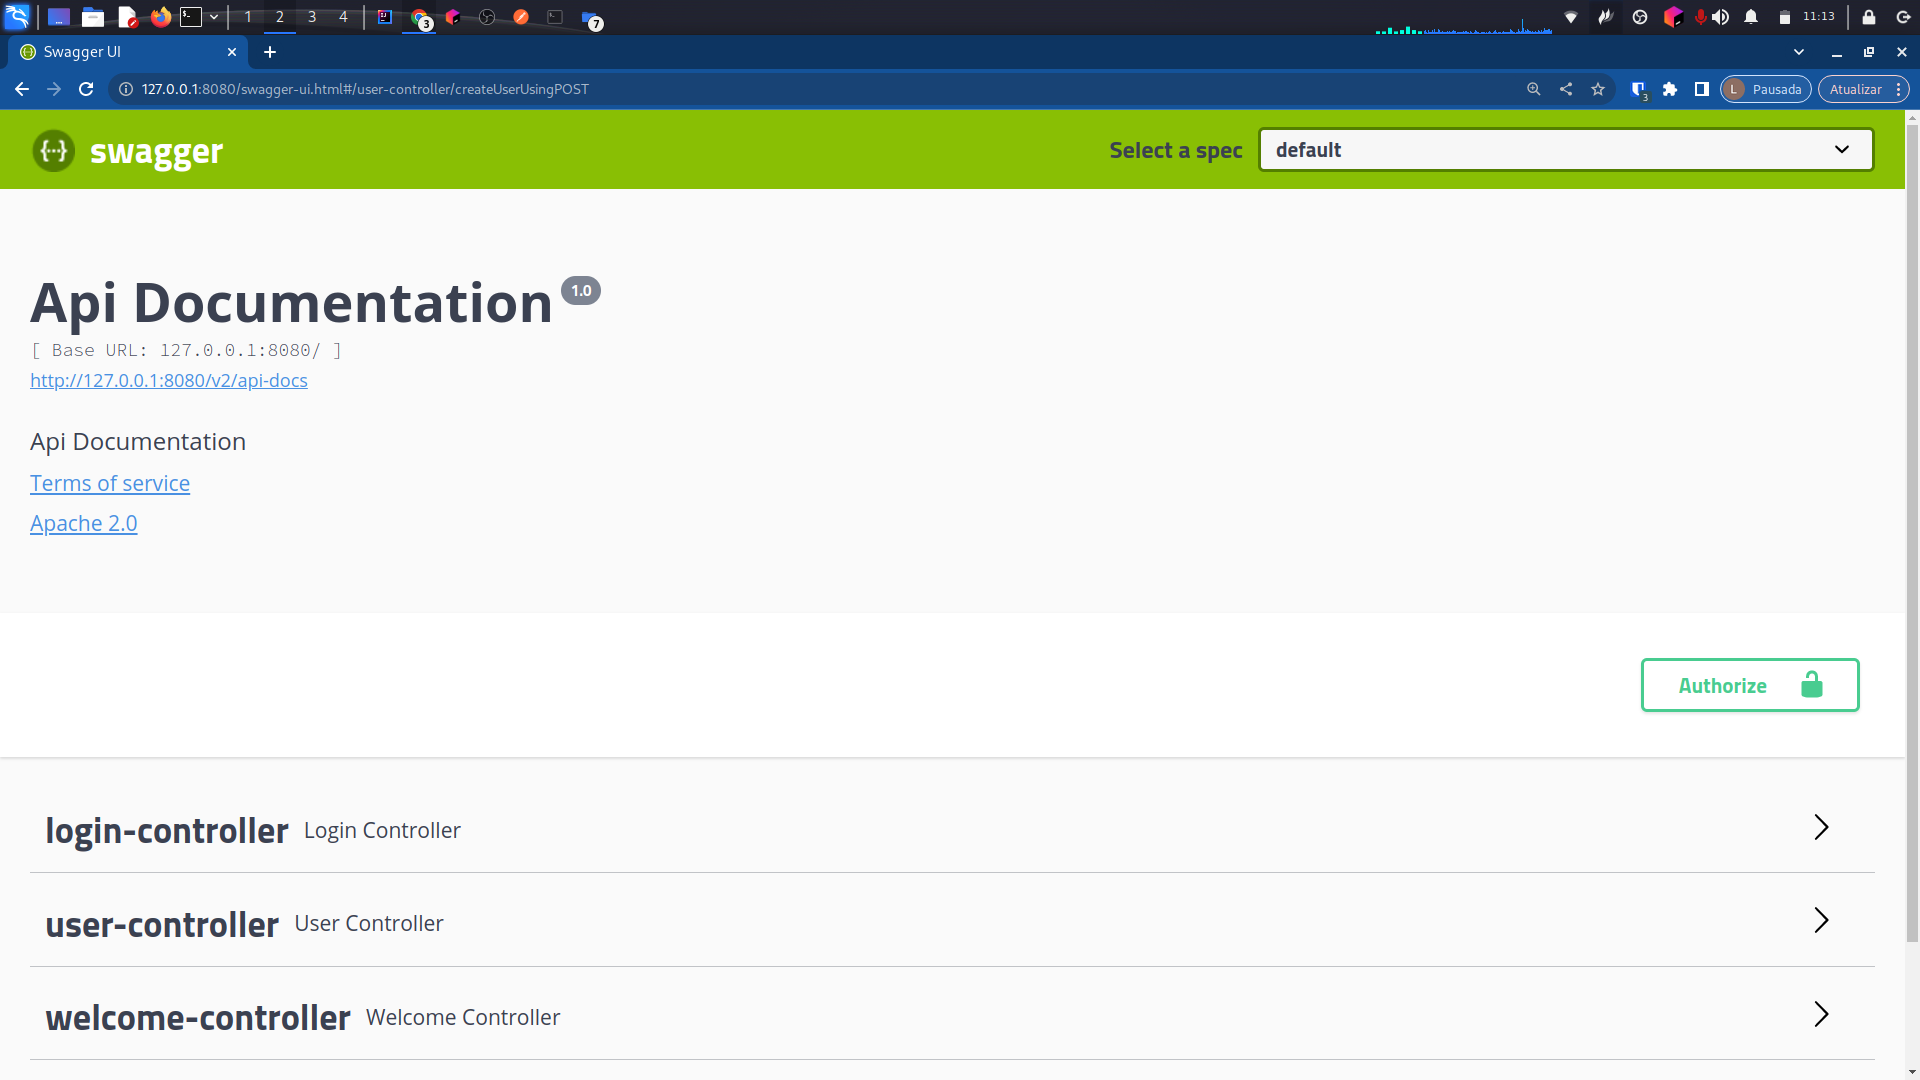 1 2 3 4
3
7
11:13
Swagger UI
127.0.0.1:8080/swagger-ui.html#/user-controller/createUserUsingPOST
3
L Pausada
Atualizar
{···} swagger
Select a spec
default
Api Documentation 1.0
[ Base URL: 127.0.0.1:8080/ ]
http://127.0.0.1:8080/v2/api-docs
Api Documentation
Terms of service
Apache 2.0
Authorize
login-controller Login Controller
user-controller User Controller
welcome-controller Welcome Controller